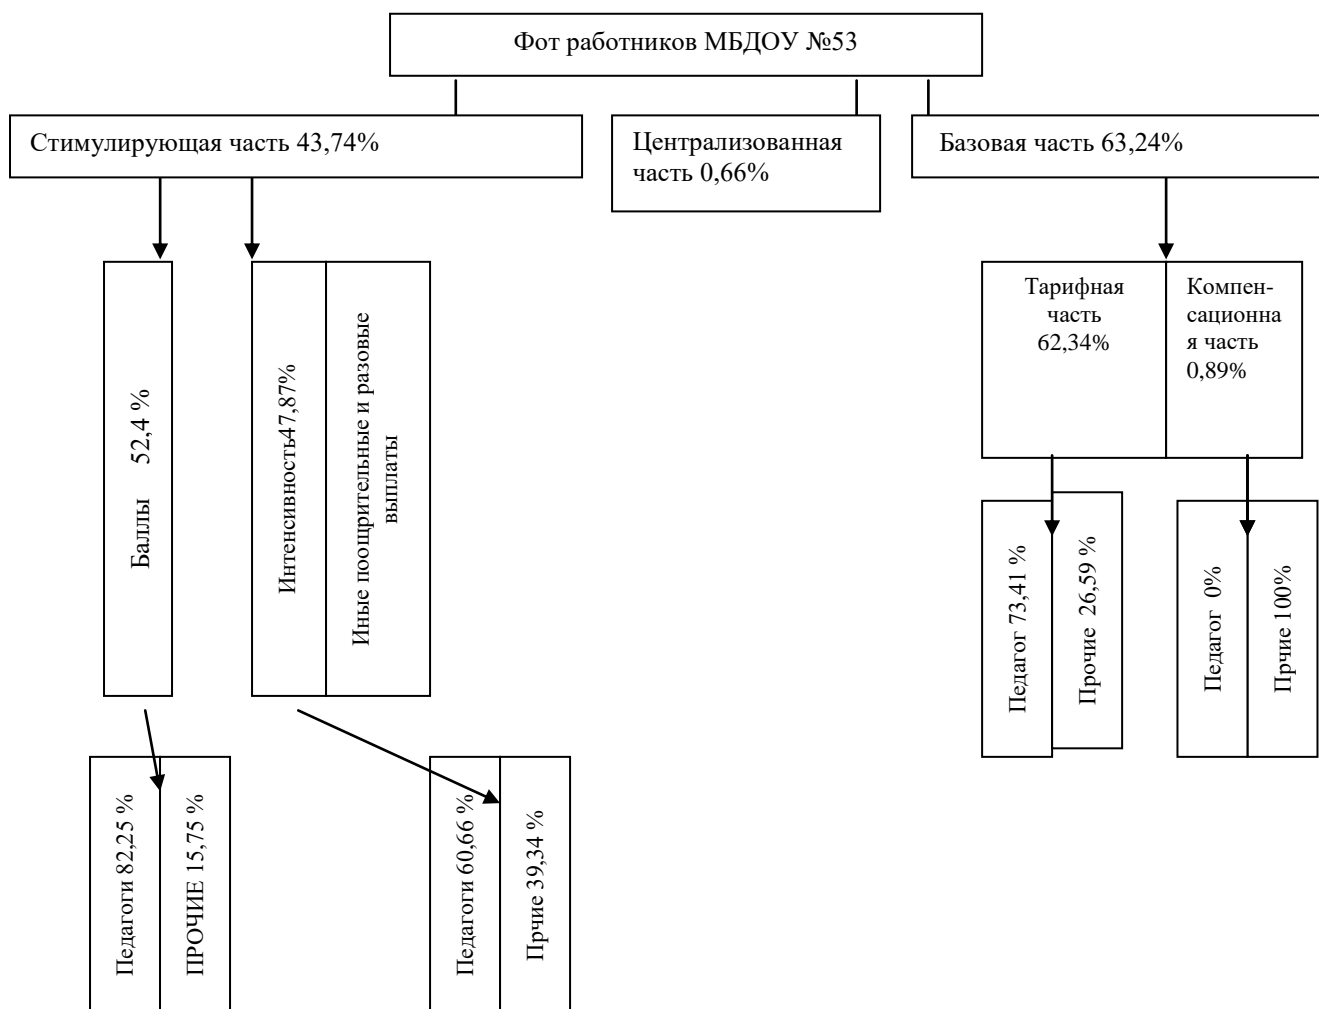 Фот работников МБДОУ №53
Стимулирующая часть 43,74%
Централизованная
часть 0,66%
Базовая часть 63,24%
Баллы 52,4 %
Интенсивность47,87%
Иные поощрительные и разовые
выплаты
Тарифная
часть
62,34%
Компен-
сационна
я часть
0,89%
Педагог 73,41 %
Прочие 26,59 %
Педагог 0%
Прчие 100%
Педагоги 82,25 %
ПРОЧИЕ 15,75 %
Педагоги 60,66 %
Прчие 39,34 %